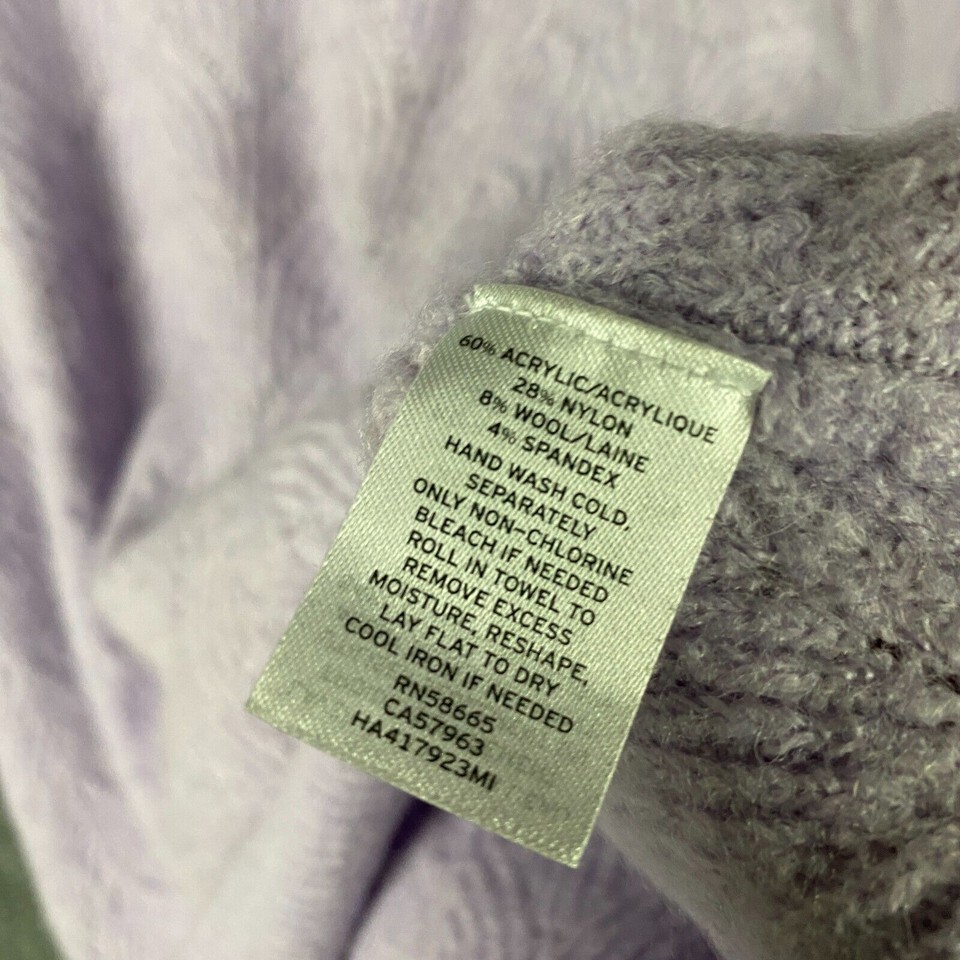 60% ACRYLIC/ACRYLIQUE
28% NYLON
8% WOOL/LAINE
4% SPANDEX
HAND WASH COLD,
SEPARATELY
ONLY NON-CHLORINE
BLEACH IF NEEDED
ROLL IN TOWEL TO
REMOVE EXCESS
MOISTURE, RESHAPE,
LAY FLAT TO DRY
COOL IRON IF NEEDED
RN58665
CA57963
HA417923MI